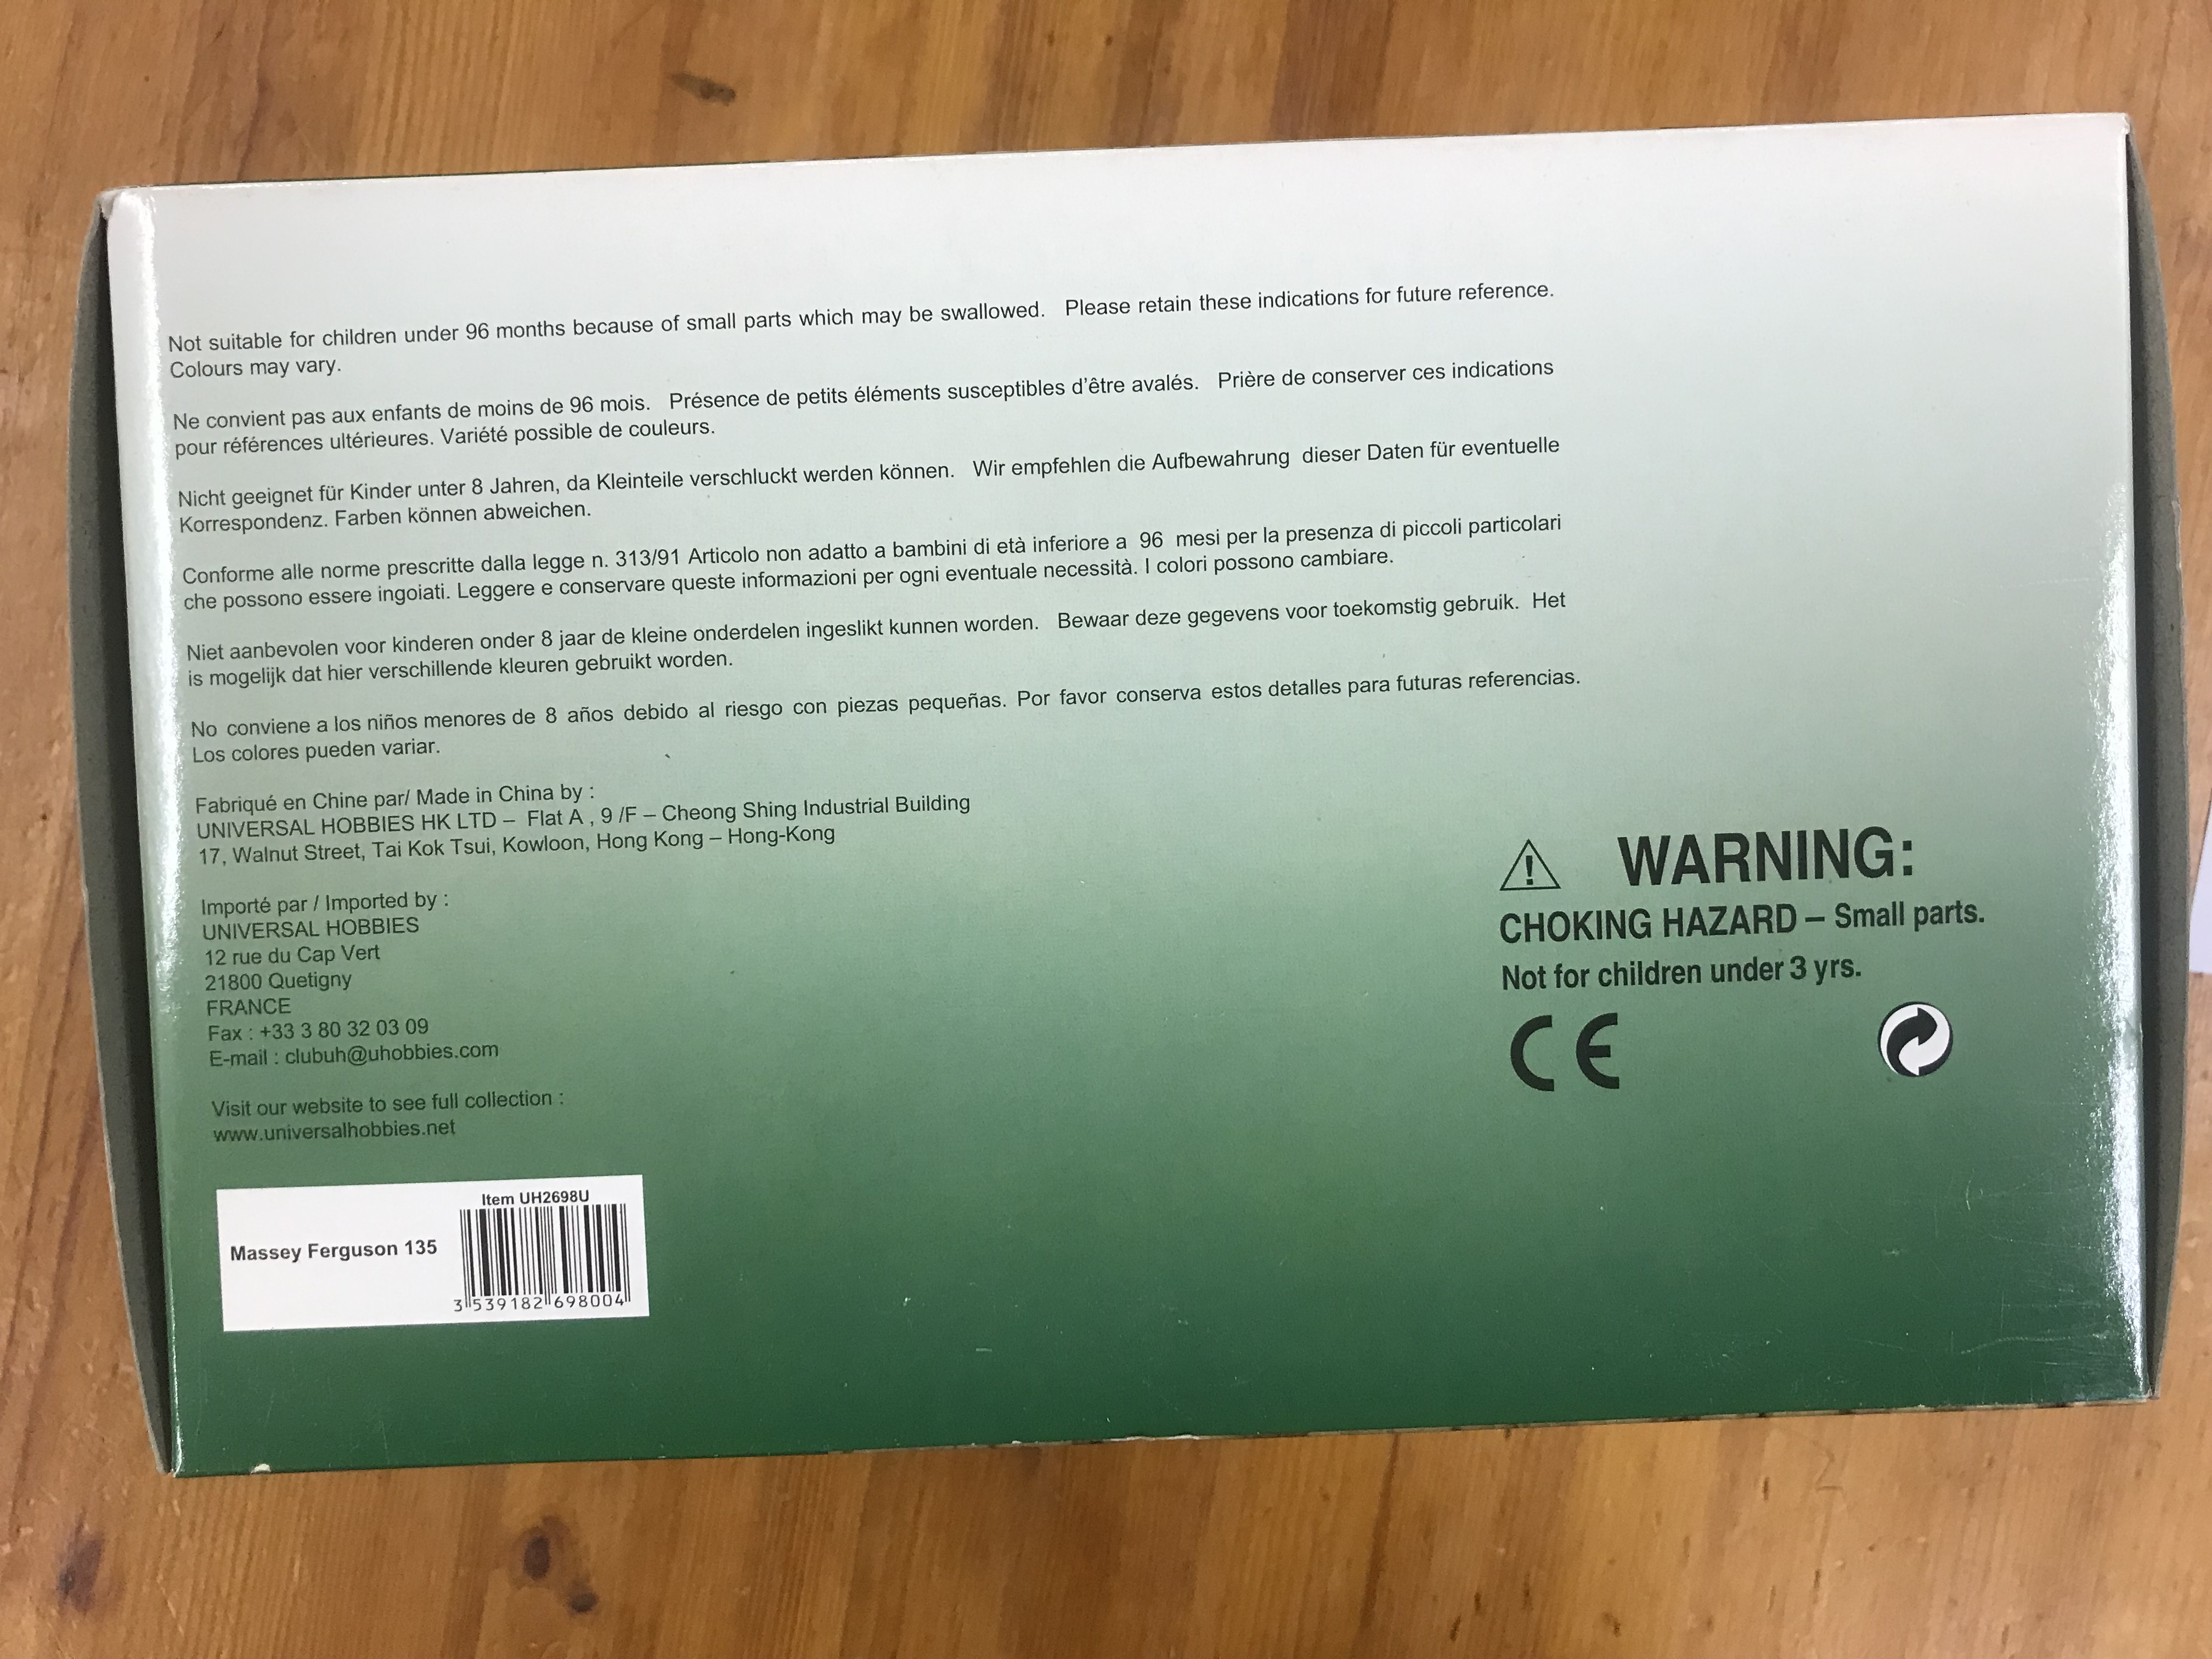 Not suitable for children under 96 months because of small parts which may be swallowed. Please retain these indications for future reference.
Colours may vary.
Ne convient pas aux enfants de moins de 96 mois. Présence de petits éléments susceptibles d'être avalés. Prière de conserver ces indications
pour références ultérieures. Variété possible de couleurs.
Nicht geeignet für Kinder unter 8 Jahren, da Kleinteile verschluckt werden können. Wir empfehlen die Aufbewahrung dieser Daten für eventuelle
Korrespondenz. Farben können abweichen.
Conforme alle norme prescritte dalla legge n. 313/91 Articolo non adatto a bambini di età inferiore a 96 mesi per la presenza di piccoli particolari
che possono essere ingoiati. Leggere e conservare queste informazioni per ogni eventuale necessità. I colori possono cambiare.
Niet aanbevolen voor kinderen onder 8 jaar de kleine onderdelen ingeslikt kunnen worden. Bewaar deze gegevens voor toekomstig gebruik. Het
is mogelijk dat hier verschillende kleuren gebruikt worden.
No conviene a los niños menores de 8 años debido al riesgo con piezas pequeñas. Por favor conserva estos detalles para futuras referencias.
Los colores pueden variar.
Fabriqué en Chine par/ Made in China by :
UNIVERSAL HOBBIES HK LTD – Flat A , 9 /F – Cheong Shing Industrial Building
17, Walnut Street, Tai Kok Tsui, Kowloon, Hong Kong – Hong-Kong
Importé par / Imported by :
UNIVERSAL HOBBIES
12 rue du Cap Vert
21800 Quetigny
FRANCE
Fax : +33 3 80 32 03 09
E-mail : clubuh@uhobbies.com
Visit our website to see full collection :
www.universalhobbies.net
Item UH2698U
Massey Ferguson 135
3 539182 698004
WARNING:
CHOKING HAZARD – Small parts.
Not for children under 3 yrs.
CE